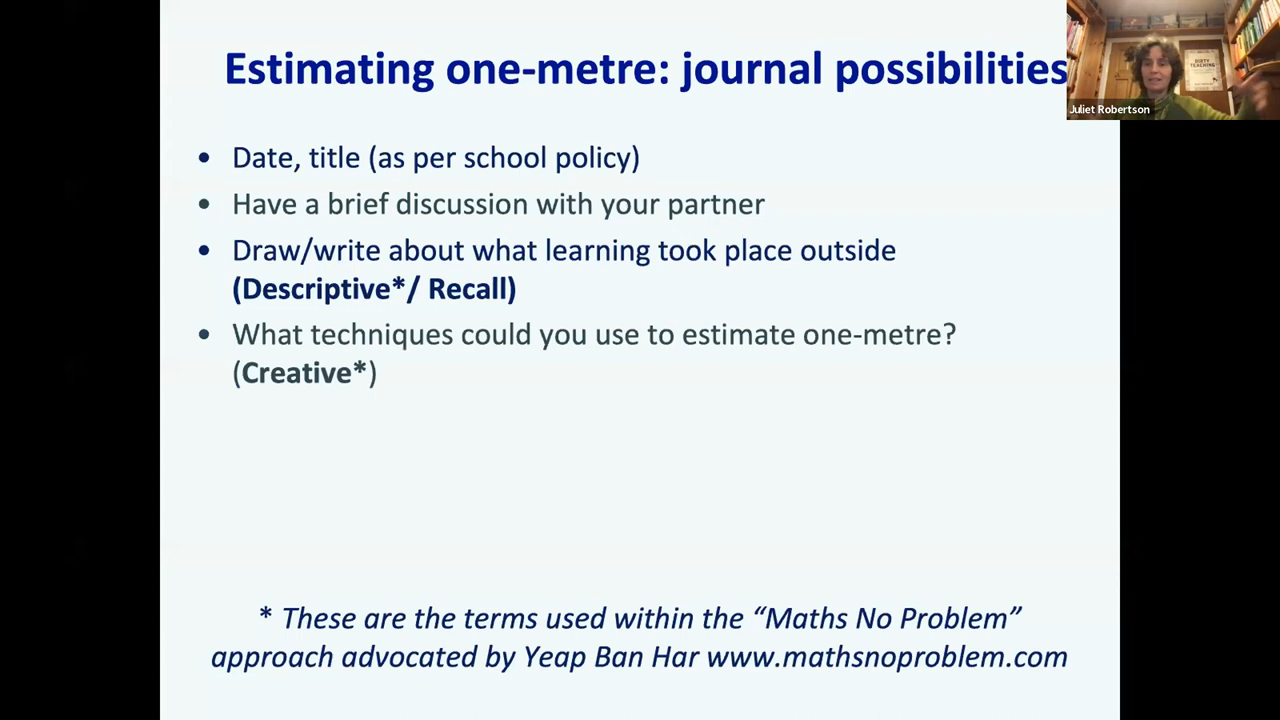 Estimating one-metre: journal possibilities
Juliet Robertson
DIRTY
TEACHING
• Date, title (as per school policy)
• Have a brief discussion with your partner
• Draw/write about what learning took place outside
(Descriptive*/ Recall)
• What techniques could you use to estimate one-metre?
(Creative*)
* These are the terms used within the “Maths No Problem”
approach advocated by Yeap Ban Har www.mathsnoproblem.com